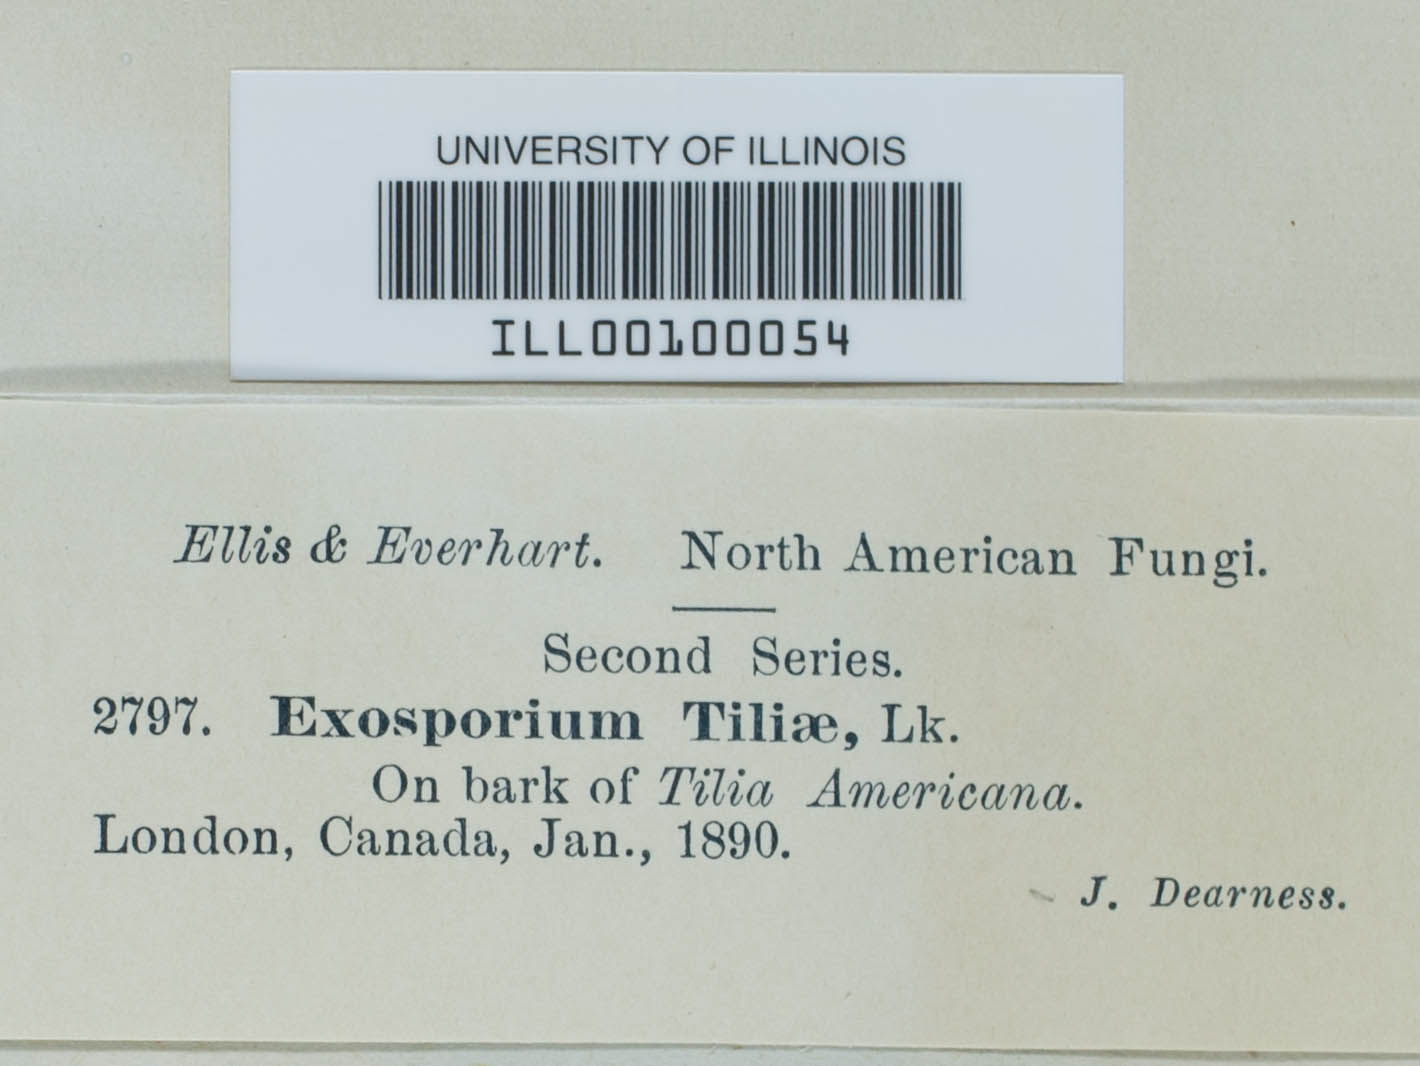 UNIVERSITY OF ILLINOIS
ILL00100054
Ellis & Everhart. North American Fungi.
Second Series.
2797. Exosporium Tiliæ, Lk.
On bark of Tilia Americana.
London, Canada, Jan., 1890.
J. Dearness.